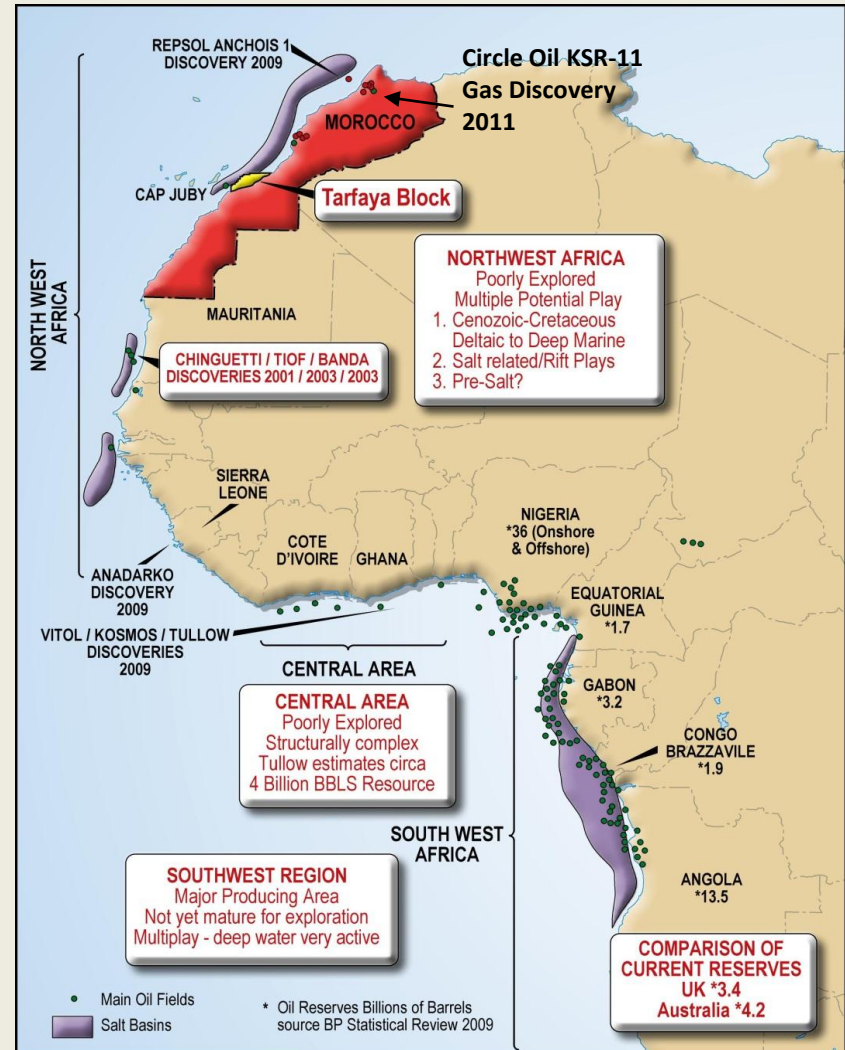 REPSOL ANCHOIS 1
DISCOVERY 2009
Circle Oil KSR-11
Gas Discovery
2011
MOROCCO
CAP JUBY
Tarfaya Block
NORTH WEST
AFRICA
MAURITANIA
NORTHWEST AFRICA
Poorly Explored
Multiple Potential Play
1. Cenozoic-Cretaceous
Deltaic to Deep Marine
2. Salt related/Rift Plays
3. Pre-Salt?
CHINGUETTI / TIOF / BANDA
DISCOVERIES 2001 / 2003 / 2003
SIERRA
LEONE
COTE
D'IVOIRE
GHANA
NIGERIA
*36 (Onshore
& Offshore)
ANADARKO
DISCOVERY
2009
EQUATORIAL
GUINEA
*1.7
VITOL / KOSMOS / TULLOW
DISCOVERIES
2009
CENTRAL AREA
CENTRAL AREA
Poorly Explored
Structurally complex
Tullow estimates circa
4 Billion BBLS Resource
GABON
*3.2
CONGO
BRAZZAVILE
*1.9
SOUTH WEST
AFRICA
ANGOLA
*13.5
SOUTHWEST REGION
Major Producing Area
Not yet mature for exploration
Multiplay - deep water very active
COMPARISON OF
CURRENT RESERVES
UK *3.4
Australia *4.2
Main Oil Fields
Salt Basins
* Oil Reserves Billions of Barrels
source BP Statistical Review 2009